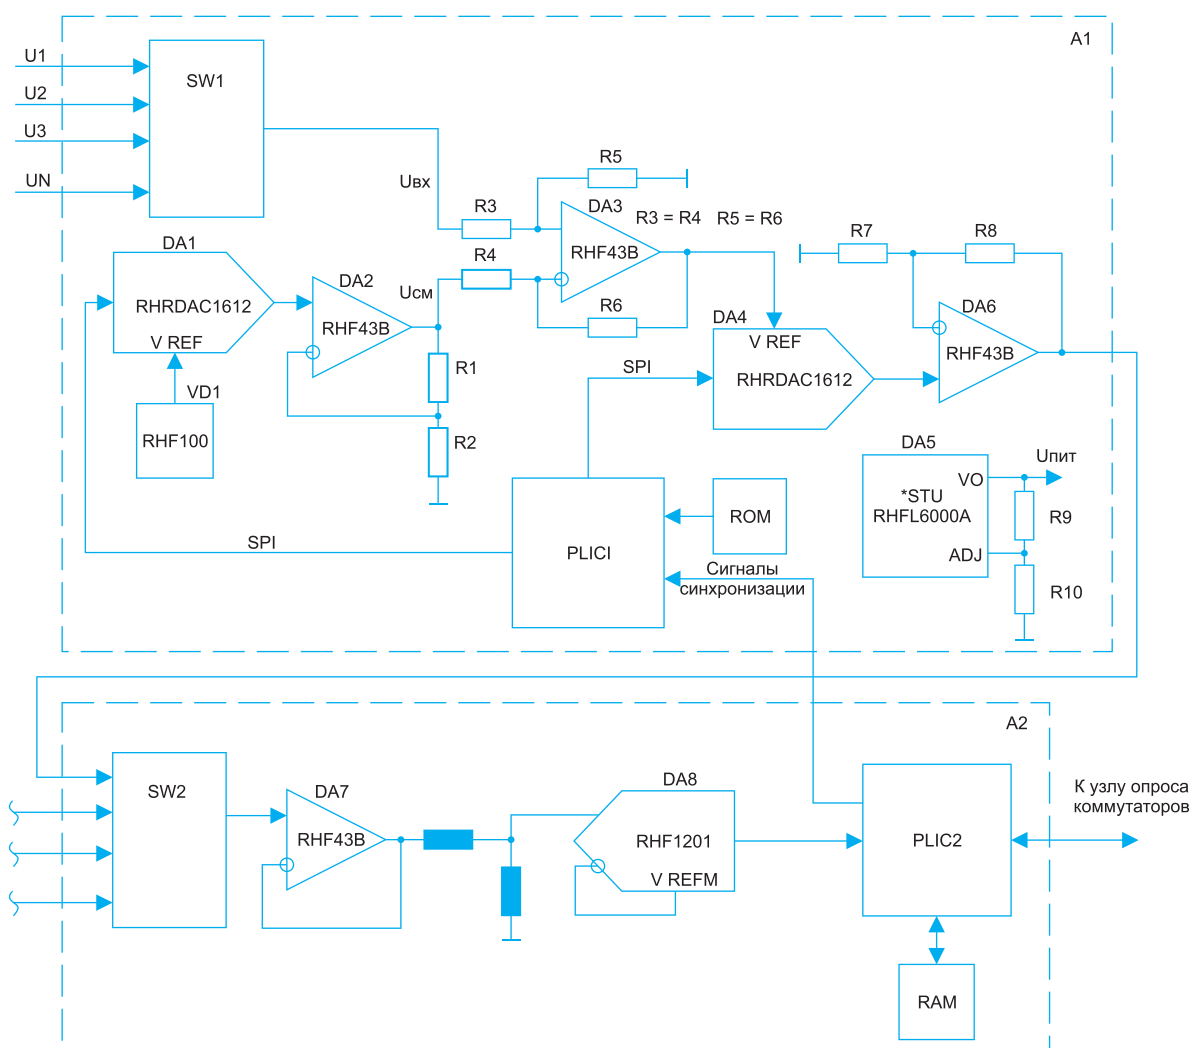 A1
U1
SW1
U2
U3
UN
Uвх
R5
R3
DA3
R3 = R4
R5 = R6
RHF43B
R4
R6
R7
R8
DA1
RHRDAC1612
V REF
DA2
RHF43B
Uсм
R1
R2
VD1
RHF100
DA4
V REF
RHRDAC1612
DA6
RHF43B
SPI
DA5
*STU
RHFL6000A
VO
ADJ
Uпит
R9
R10
SPI
PLICI
ROM
Сигналы
синхронизации
A2
SW2
DA7
RHF43B
DA8
RHF1201
V REFM
PLIC2
К узлу опроса
коммутаторов
RAM